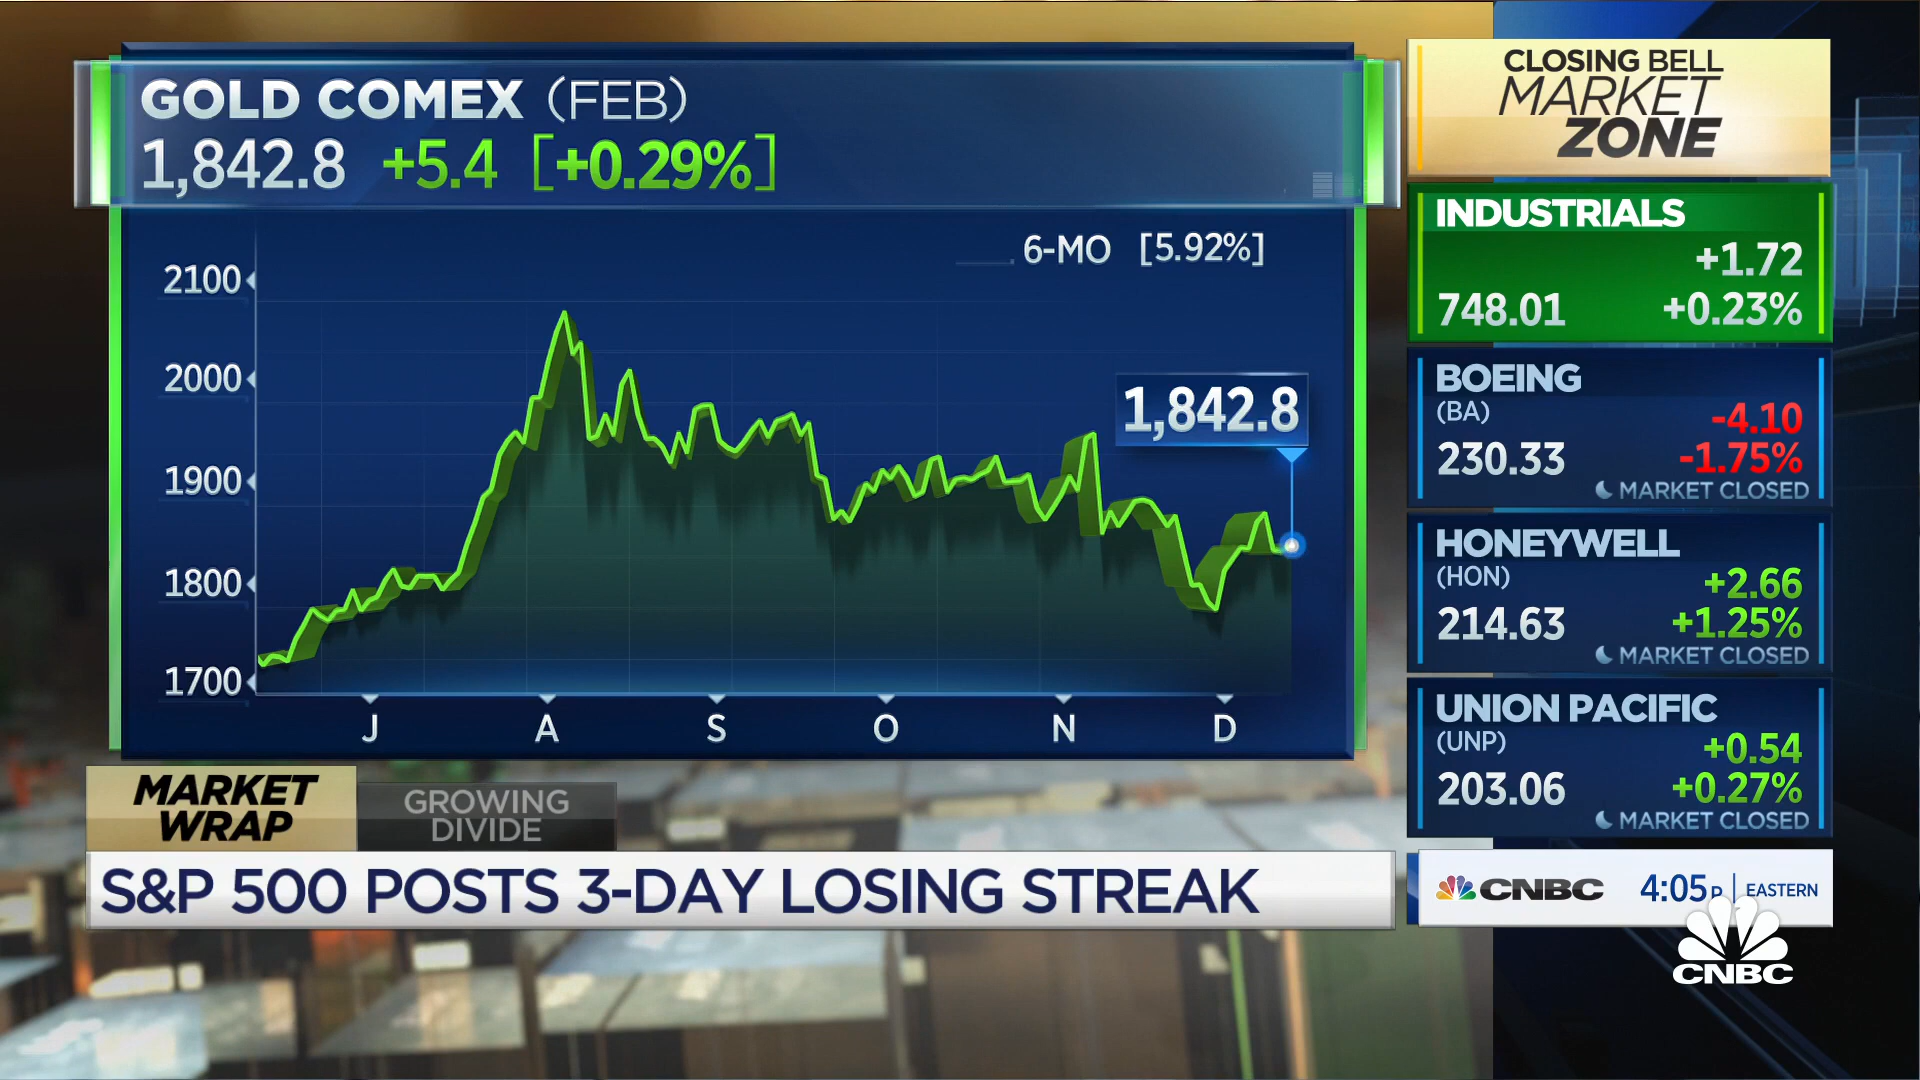 GOLD COMEX (FEB)
1,842.8 +5.4 [+0.29%]
6-MO [5.92%]
2100
2000
1900
1800
1700
1,842.8
J A S O N D
MARKET WRAP
GROWING DIVIDE
S&P 500 POSTS 3-DAY LOSING STREAK
CLOSING BELL
MARKET
ZONE
INDUSTRIALS
+1.72
748.01 +0.23%
BOEING
(BA) -4.10
230.33 -1.75%
MARKET CLOSED
HONEYWELL
(HON) +2.66
214.63 +1.25%
MARKET CLOSED
UNION PACIFIC
(UNP) +0.54
203.06 +0.27%
MARKET CLOSED
CNBC 4:05P EASTERN
CNBC